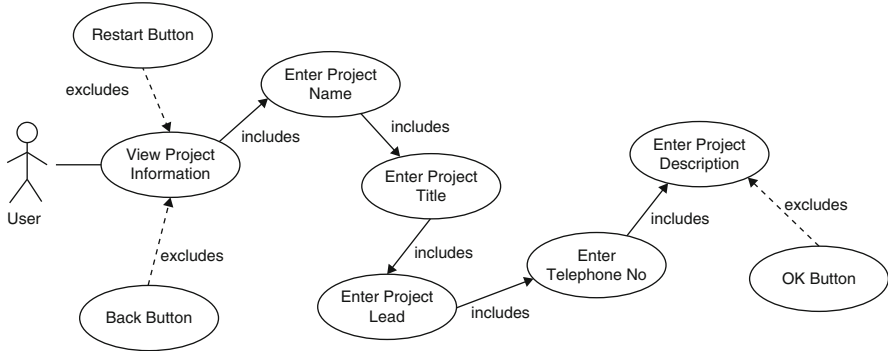 Restart Button
excludes
Enter Project
Name
includes
includes
View Project
Information
User
excludes
Back Button
Enter Project
Title
includes
Enter Project
Lead
includes
Enter
Telephone No
includes
Enter Project
Description
excludes
OK Button